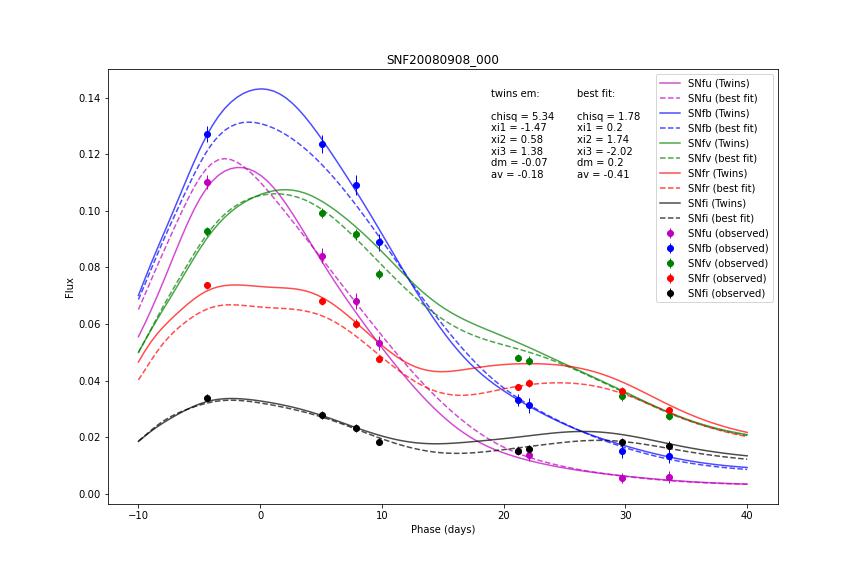 SNF20080908_000
Flux
0.14
0.12
0.10
0.08
0.06
0.04
0.02
0.00
−10
0
10
20
30
40
Phase (days)
twins em:
chisq = 5.34
xi1 = -1.47
xi2 = 0.58
xi3 = 1.38
dm = -0.07
av = -0.18
best fit:
chisq = 1.78
xi1 = 0.2
xi2 = 1.74
xi3 = -2.02
dm = 0.2
av = -0.41
SNfu (Twins)
SNfu (best fit)
SNfb (Twins)
SNfb (best fit)
SNfv (Twins)
SNfv (best fit)
SNfr (Twins)
SNfr (best fit)
SNfi (Twins)
SNfi (best fit)
SNfu (observed)
SNfb (observed)
SNfv (observed)
SNfr (observed)
SNfi (observed)